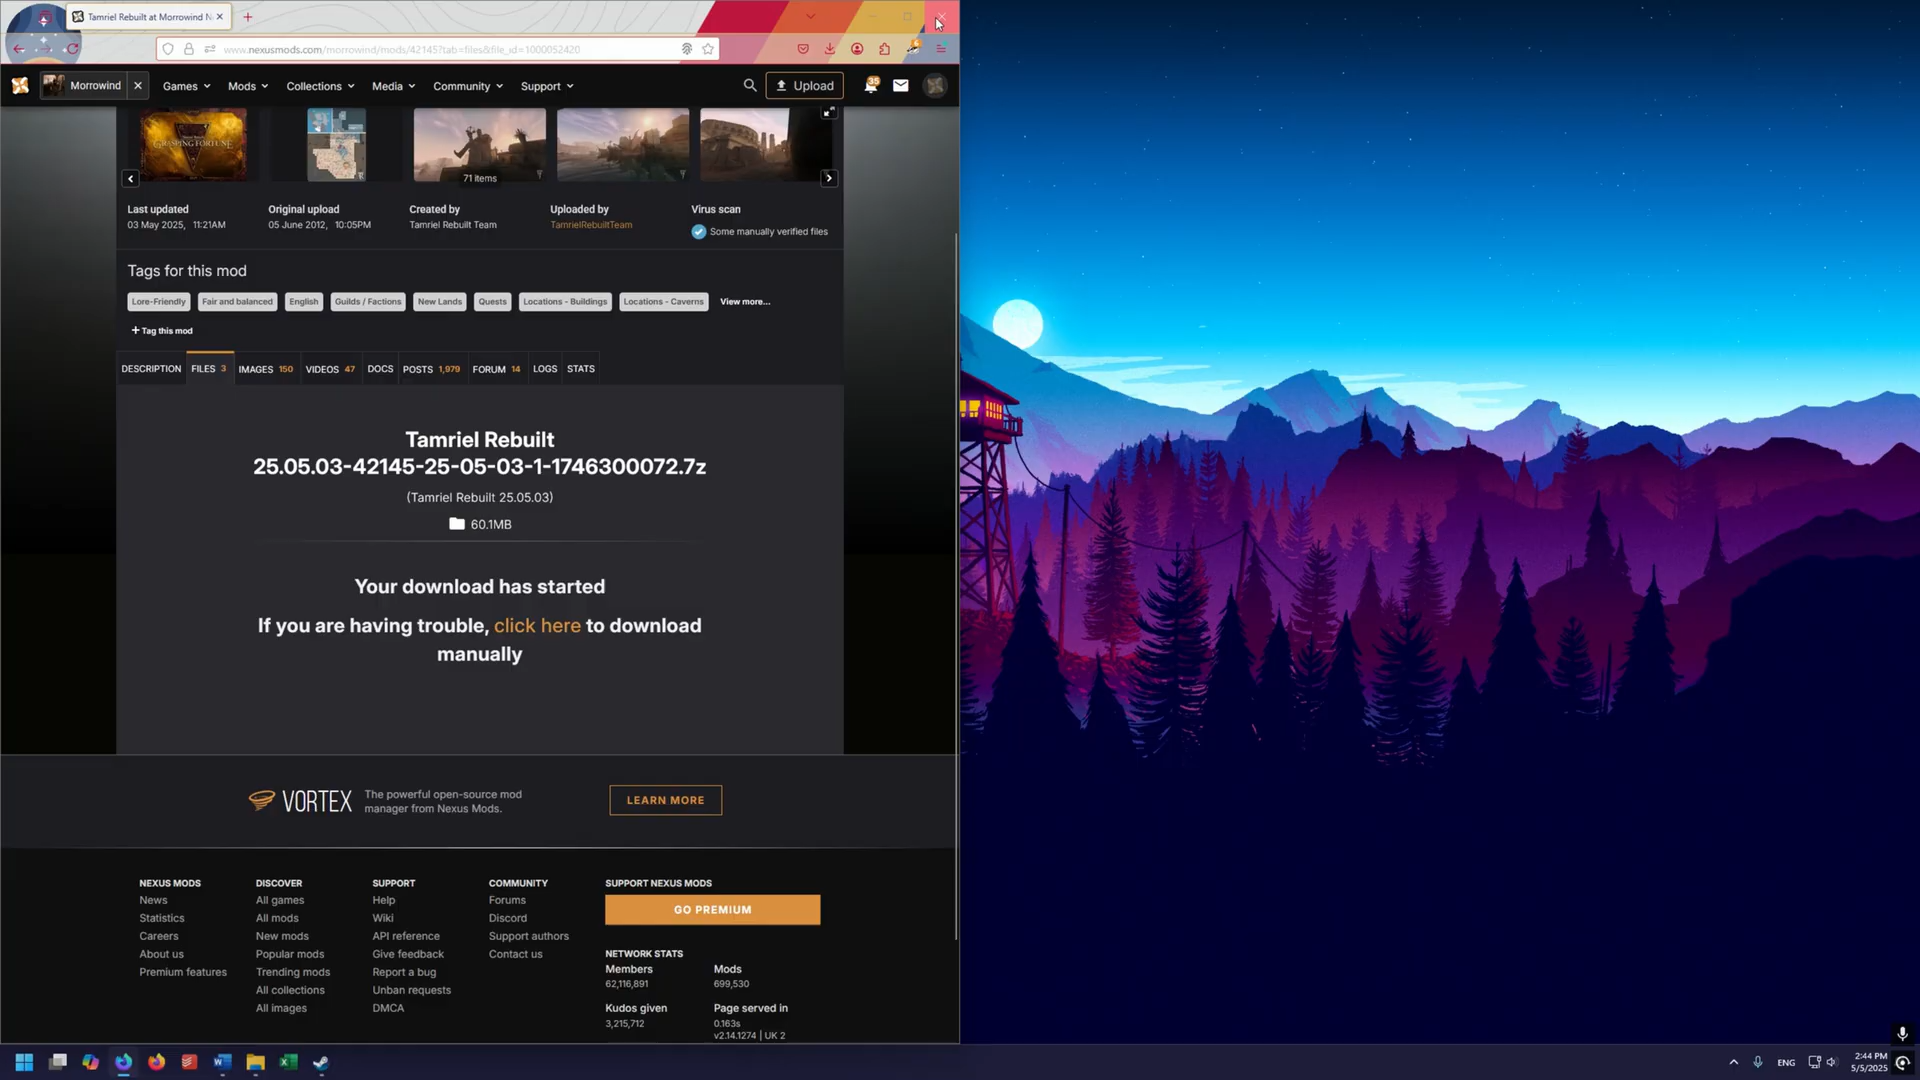 Tamriel Rebuilt at Morrowind N
www.nexusmods.com/morrowind/mods/42145?tab=files&file_id=1000052420
Morrowind
Games
Mods
Collections
Media
Community
Support
Upload
35
GRASPING FORTUNE
71 items
Last updated
03 May 2025, 11:21AM
Original upload
05 June 2012, 10:05PM
Created by
Tamriel Rebuilt Team
Uploaded by
TamrielRebuiltTeam
Virus scan
Some manually verified files
Tags for this mod
Lore-Friendly
Fair and balanced
English
Guilds / Factions
New Lands
Quests
Locations - Buildings
Locations - Caverns
View more...
+ Tag this mod
DESCRIPTION
FILES 3
IMAGES 150
VIDEOS 47
DOCS
POSTS 1,979
FORUM 14
LOGS
STATS
Tamriel Rebuilt
25.05.03-42145-25-05-03-1-1746300072.7z
(Tamriel Rebuilt 25.05.03)
60.1MB
Your download has started
If you are having trouble, click here to download
manually
VORTEX
The powerful open-source mod
manager from Nexus Mods.
LEARN MORE
NEXUS MODS
News
Statistics
Careers
About us
Premium features
DISCOVER
All games
All mods
New mods
Popular mods
Trending mods
All collections
All images
SUPPORT
Help
Wiki
API reference
Give feedback
Report a bug
Unban requests
DMCA
COMMUNITY
Forums
Discord
Support authors
Contact us
SUPPORT NEXUS MODS
GO PREMIUM
NETWORK STATS
Members
62,116,891
Mods
699,530
Kudos given
3,215,712
Page served in
0.163s
v2.14.1274 | UK 2
ENG
2:44 PM
5/5/2025